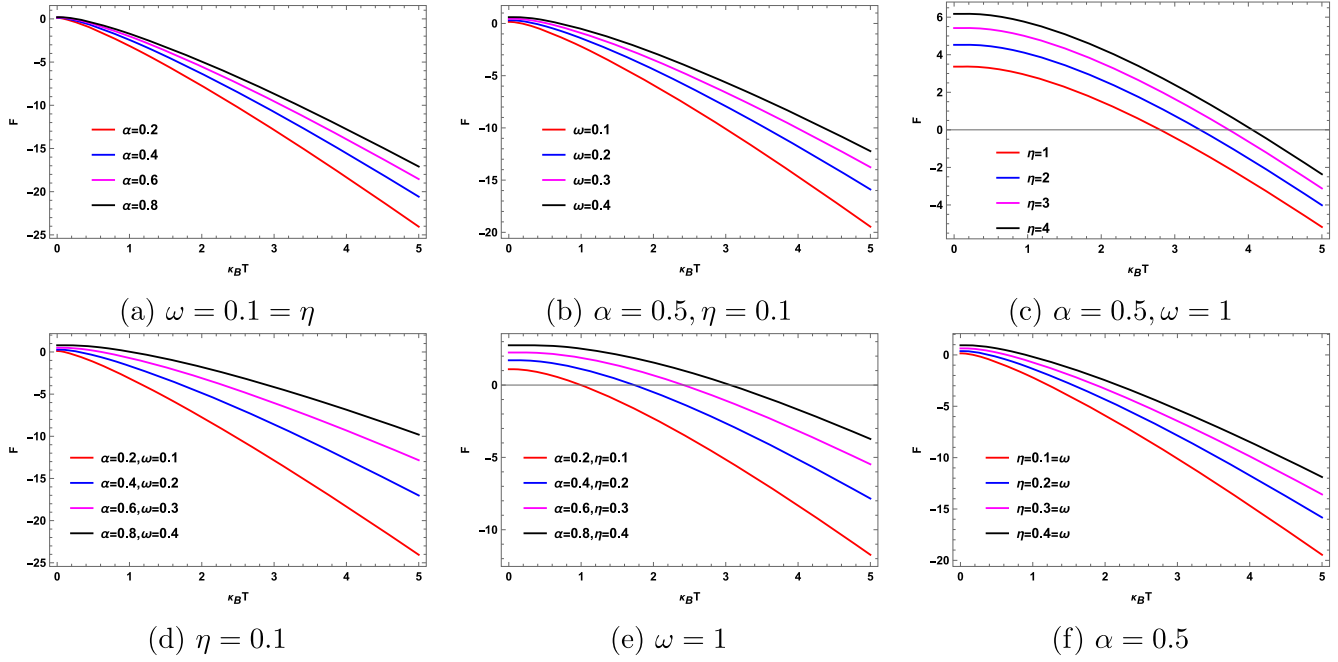 0
−5
−10
−15
−20
−25
F
α=0.2
α=0.4
α=0.6
α=0.8
0 1 2 3 4 5
κBT
(a) ω = 0.1 = η
0
−5
−10
−15
−20
F
ω=0.1
ω=0.2
ω=0.3
ω=0.4
0 1 2 3 4 5
κBT
(b) α = 0.5, η = 0.1
6
4
2
0
−2
−4
F
η=1
η=2
η=3
η=4
0 1 2 3 4 5
κBT
(c) α = 0.5, ω = 1
0
−5
−10
−15
−20
−25
F
α=0.2,ω=0.1
α=0.4,ω=0.2
α=0.6,ω=0.3
α=0.8,ω=0.4
0 1 2 3 4 5
κBT
(d) η = 0.1
0
−5
−10
F
α=0.2,η=0.1
α=0.4,η=0.2
α=0.6,η=0.3
α=0.8,η=0.4
0 1 2 3 4 5
κBT
(e) ω = 1
0
−5
−10
−15
−20
F
η=0.1=ω
η=0.2=ω
η=0.3=ω
η=0.4=ω
0 1 2 3 4 5
κBT
(f) α = 0.5